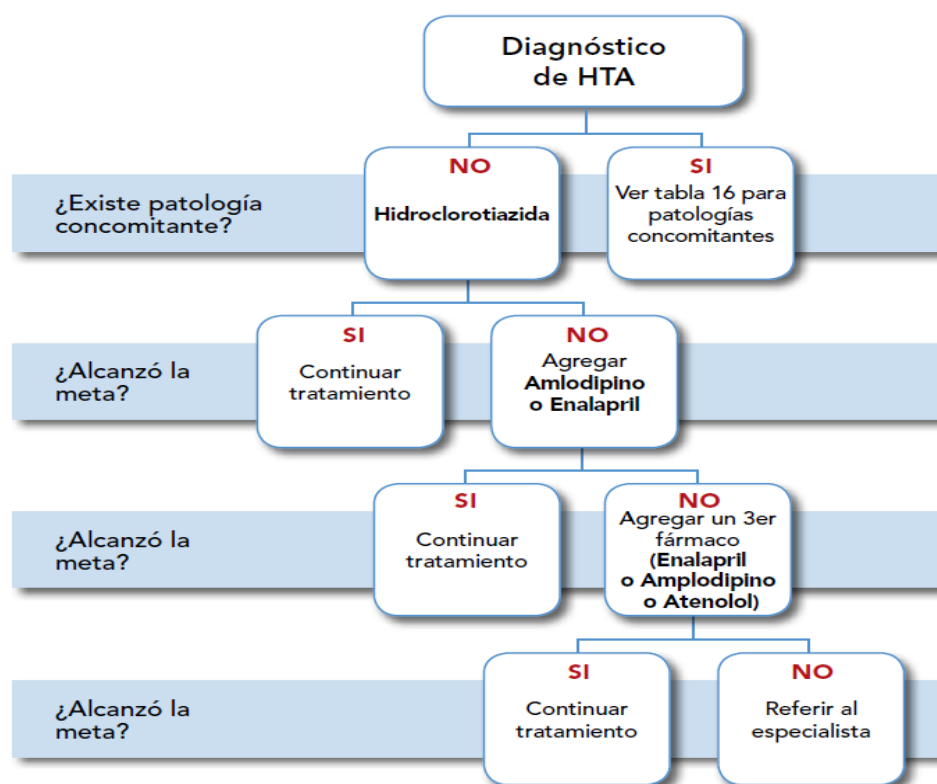 Diagnóstico
de HTA
¿Existe patología
concomitante?
NO
Hidroclorotiazida
SI
Ver tabla 16 para
patologías
concomitantes
¿Alcanzó la
meta?
SI
Continuar
tratamiento
NO
Agregar
Amlodipino
o Enalapril
¿Alcanzó la
meta?
SI
Continuar
tratamiento
NO
Agregar un 3er
fármaco
(Enalapril
o Amplodipino
o Atenolol)
¿Alcanzó la
meta?
SI
Continuar
tratamiento
NO
Referir al
especialista